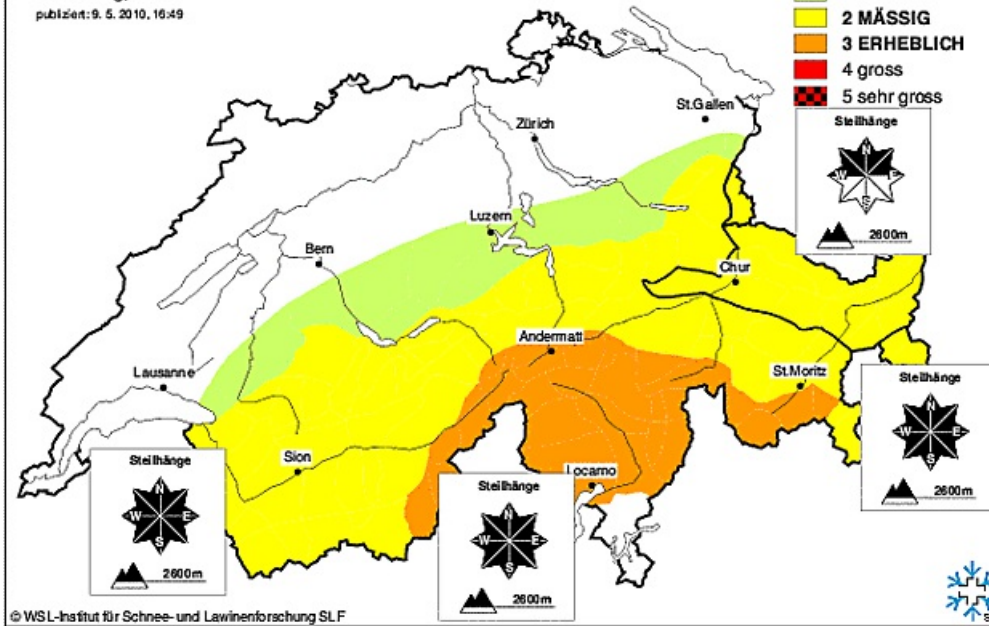 publiziert: 9. 5. 2010, 16:49
2 MÄSSIG
3 ERHEBLICH
4 gross
5 sehr gross
St.Gallen
Zürich
Steilhänge
N
W E
S
2600m
Luzern
Bern
Chur
Andermatt
Lausanne
St.Moritz
Steilhänge
N
W E
S
2600m
Sion
Locarno
Steilhänge
N
W E
S
2600m
Steilhänge
N
W E
S
2600m
© WSL-Institut für Schnee- und Lawinenforschung SLF